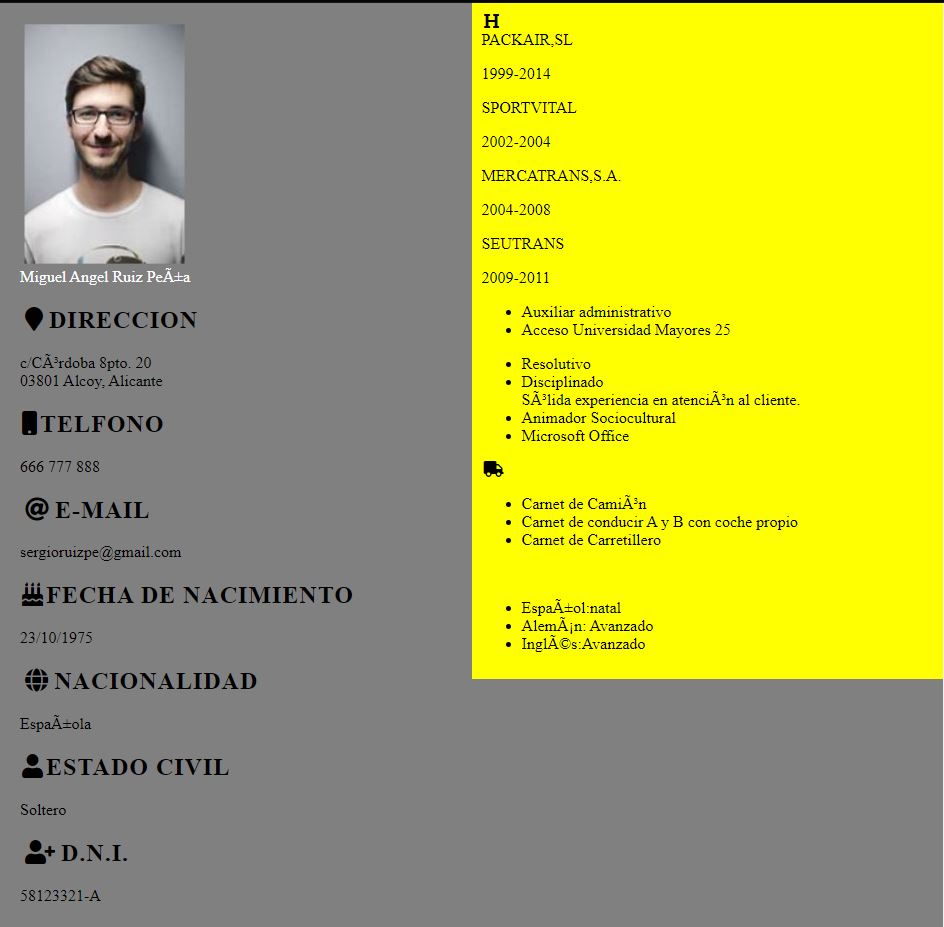 Miguel Angel Ruiz PeÃ±a
DIRECCION
c/CÃ³rdoba 8pto. 20
03801 Alcoy, Alicante
TELFONO
666 777 888
@ E-MAIL
sergioruizpe@gmail.com
FECHA DE NACIMIENTO
23/10/1975
NACIONALIDAD
EspaÃ±ola
ESTADO CIVIL
Soltero
D.N.I.
58123321-A
H
PACKAIR,SL
1999-2014
SPORTVITAL
2002-2004
MERCATRANS,S.A.
2004-2008
SEUTRANS
2009-2011
Auxiliar administrativo
Acceso Universidad Mayores 25
Resolutivo
Disciplinado
SÃ³lida experiencia en atenciÃ³n al cliente.
Animador Sociocultural
Microsoft Office
Carnet de CamiÃ³n
Carnet de conducir A y B con coche propio
Carnet de Carretillero
EspaÃ±ol:natal
AlemÃ¡n: Avanzado
InglÃ©s:Avanzado